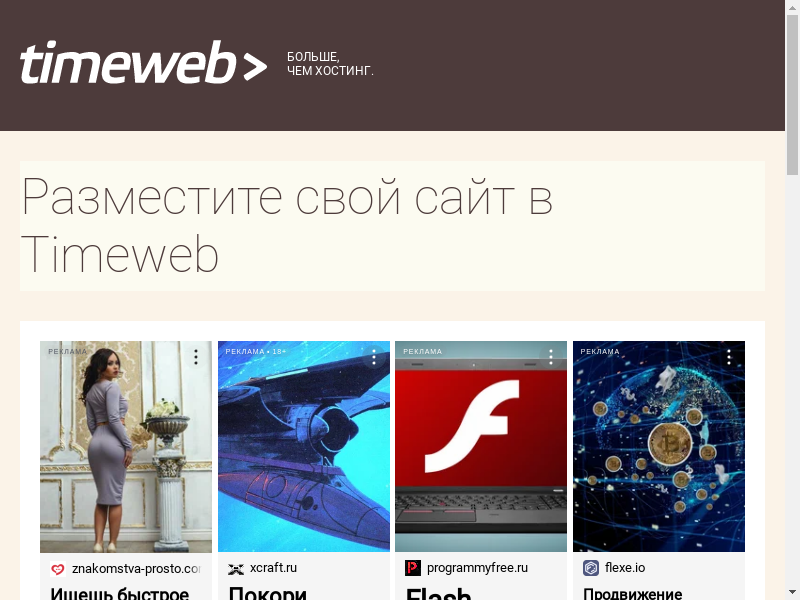 timeweb>
БОЛЬШЕ,
ЧЕМ ХОСТИНГ.
Разместите свой сайт в
Timeweb
РЕКЛАМА
РЕКЛАМА • 18+
РЕКЛАМА
РЕКЛАМА
znakomstva-prosto.co
xcraft.ru
programmyfree.ru
flexe.io
Ищешь быстрое
Покори
Flash
Продвижение